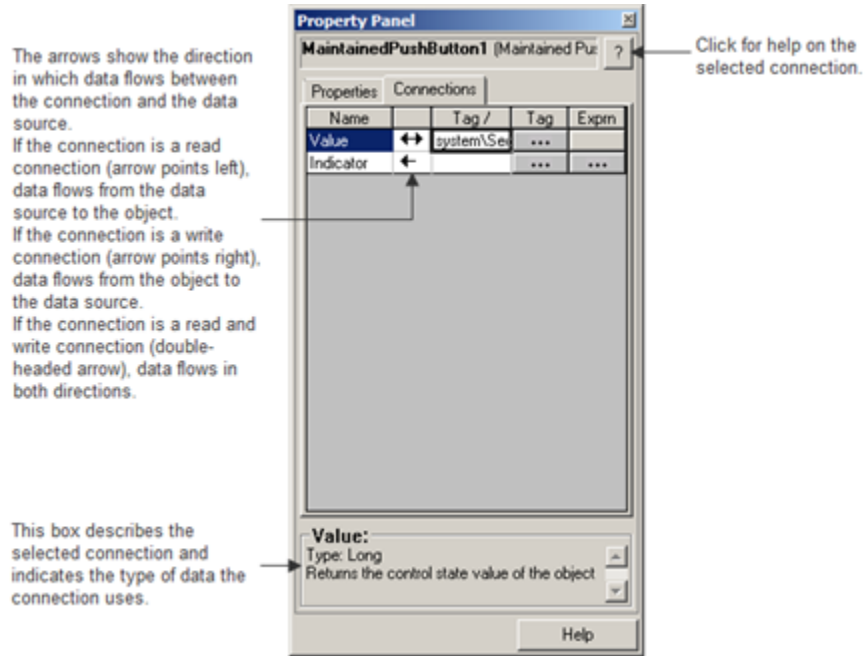 The arrows show the direction
in which data flows between
the connection and the data
source.
If the connection is a read
connection (arrow points left),
data flows from the data
source to the object.
If the connection is a write
connection (arrow points right),
data flows from the object to
the data source.
If the connection is a read and
write connection (double-
headed arrow), data flows in
both directions.
This box describes the
selected connection and
indicates the type of data the
connection uses.
Property Panel
MaintainedPushButton1 (Maintained Pu
?
Properties Connections
Name Tag / Tag Exprn
Value system\Sec ...
Indicator ... ...
Value:
Type: Long
Returns the control state value of the object
Help
Click for help on the
selected connection.